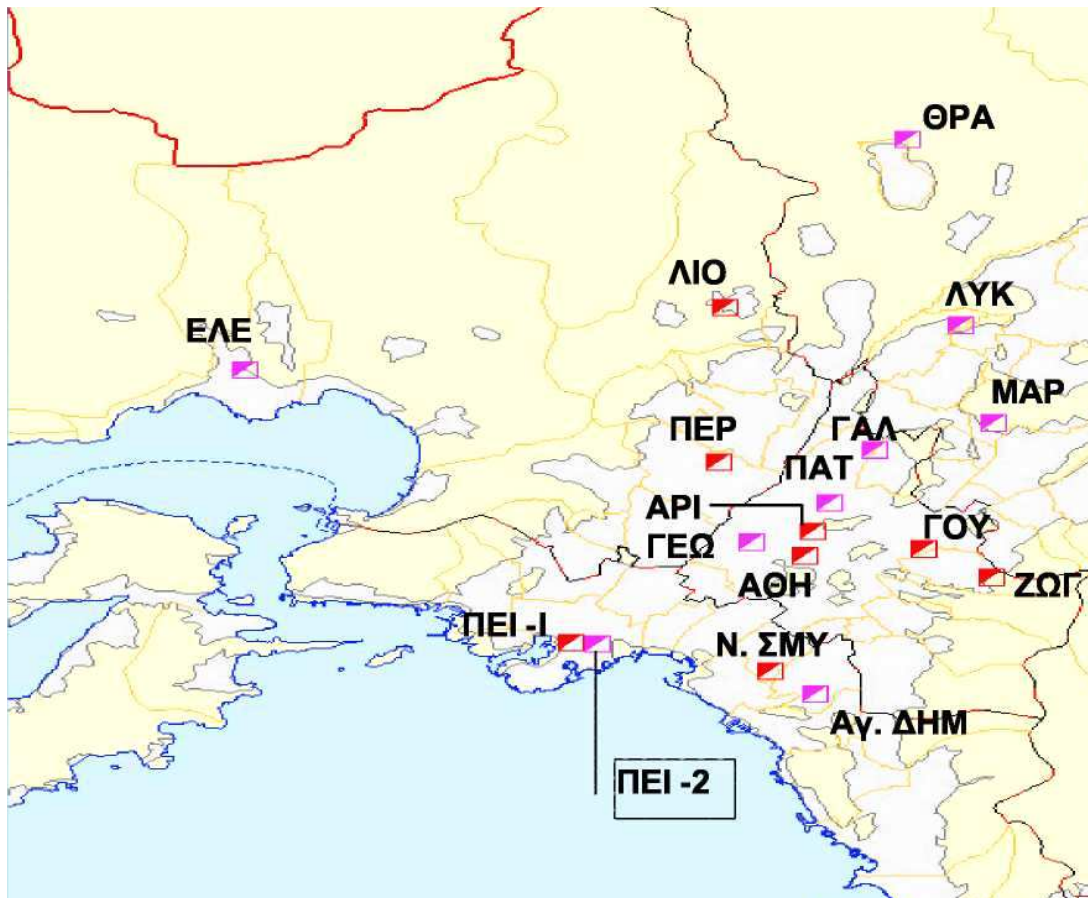 ΘΡΑ
ΛΙΟ
ΛΥΚ
ΕΛΕ
ΜΑΡ
ΠΕΡ
ΓΑΛ
ΠΑΤ
ΑΡΙ
ΓΟΥ
ΓΕΩ
ΑΘΗ
ΖΩΓ
ΠΕΙ -Ι
Ν. ΣΜΥ
Αγ. ΔΗΜ
ΠΕΙ -2